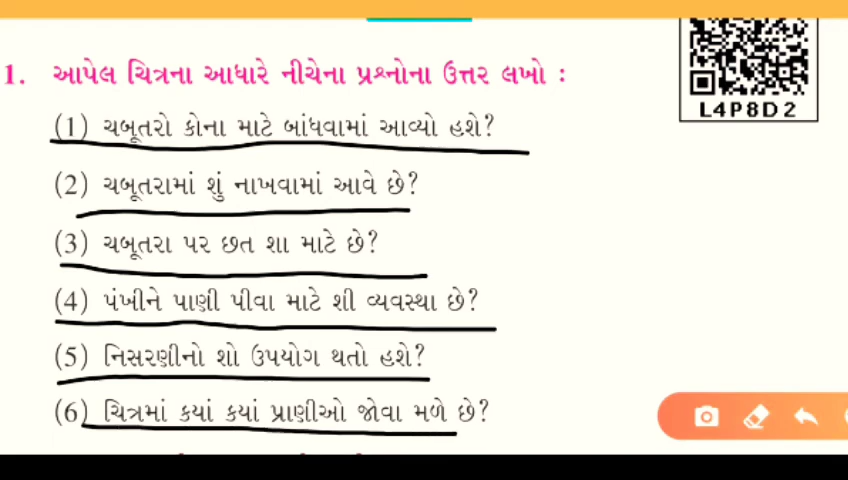 L4P8D2
1. આપેલ ચિત્રના આધારે નીચેના પ્રશ્નોના ઉત્તર લખો :
(1) ચબૂતરો કોના માટે બાંધવામાં આવ્યો હશે?
(2) ચબૂતરામાં શું નાખવામાં આવે છે?
(3) ચબૂતરા પર છત શા માટે છે?
(4) પંખીને પાણી પીવા માટે શી વ્યવસ્થા છે?
(5) નિસરણીનો શો ઉપયોગ થતો હશે?
(6) ચિત્રમાં કયાં કયાં પ્રાણીઓ જોવા મળે છે?